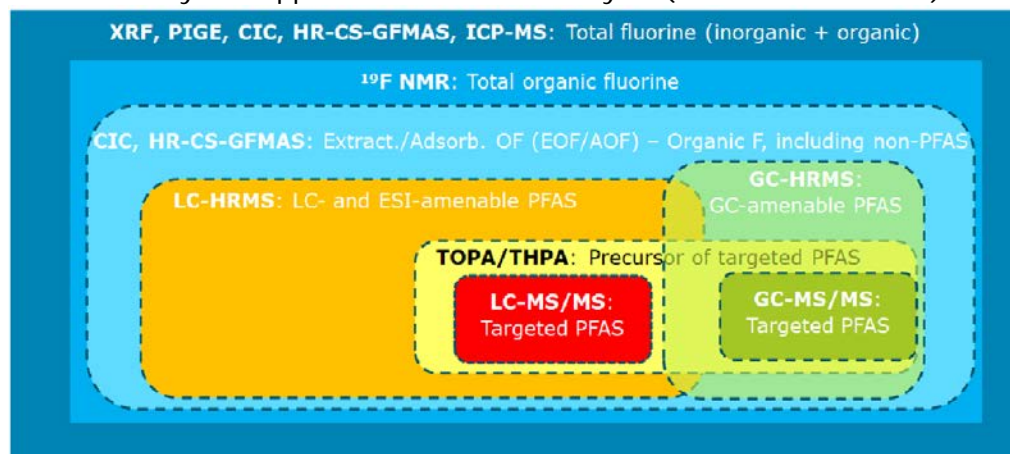 XRF, PIGE, CIC, HR-CS-GFMAS, ICP-MS: Total fluorine (inorganic + organic)
¹⁹F NMR: Total organic fluorine
CIC, HR-CS-GFMAS: Extract./Adsorb. OF (EOF/AOF) – Organic F, including non-PFAS
GC-HRMS:
LC-HRMS: LC- and ESI-amenable PFAS
GC-amenable PFAS
TOPA/THPA: Precursor of targeted PFAS
LC-MS/MS:
Targeted PFAS
GC-MS/MS:
Targeted PFAS